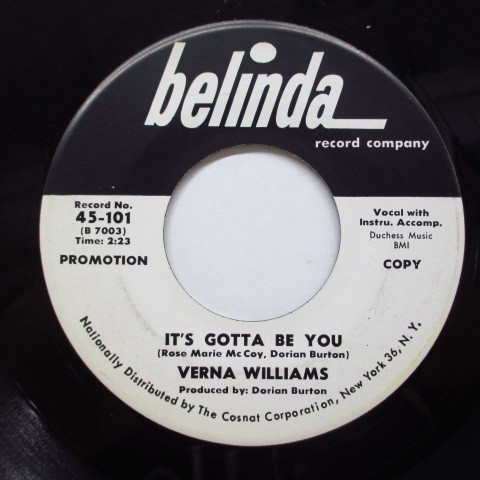 belinda
record company
Record No.
45-101
(B 7003)
Time: 2:23
PROMOTION
Vocal with
Instru. Accomp.
Duchess Music
BMI
COPY
IT'S GOTTA BE YOU
(Rose Marie McCoy, Dorian Burton)
VERNA WILLIAMS
Produced by: Dorian Burton
Nationally Distributed by The Cosnat Corporation, New York 36, N. Y.